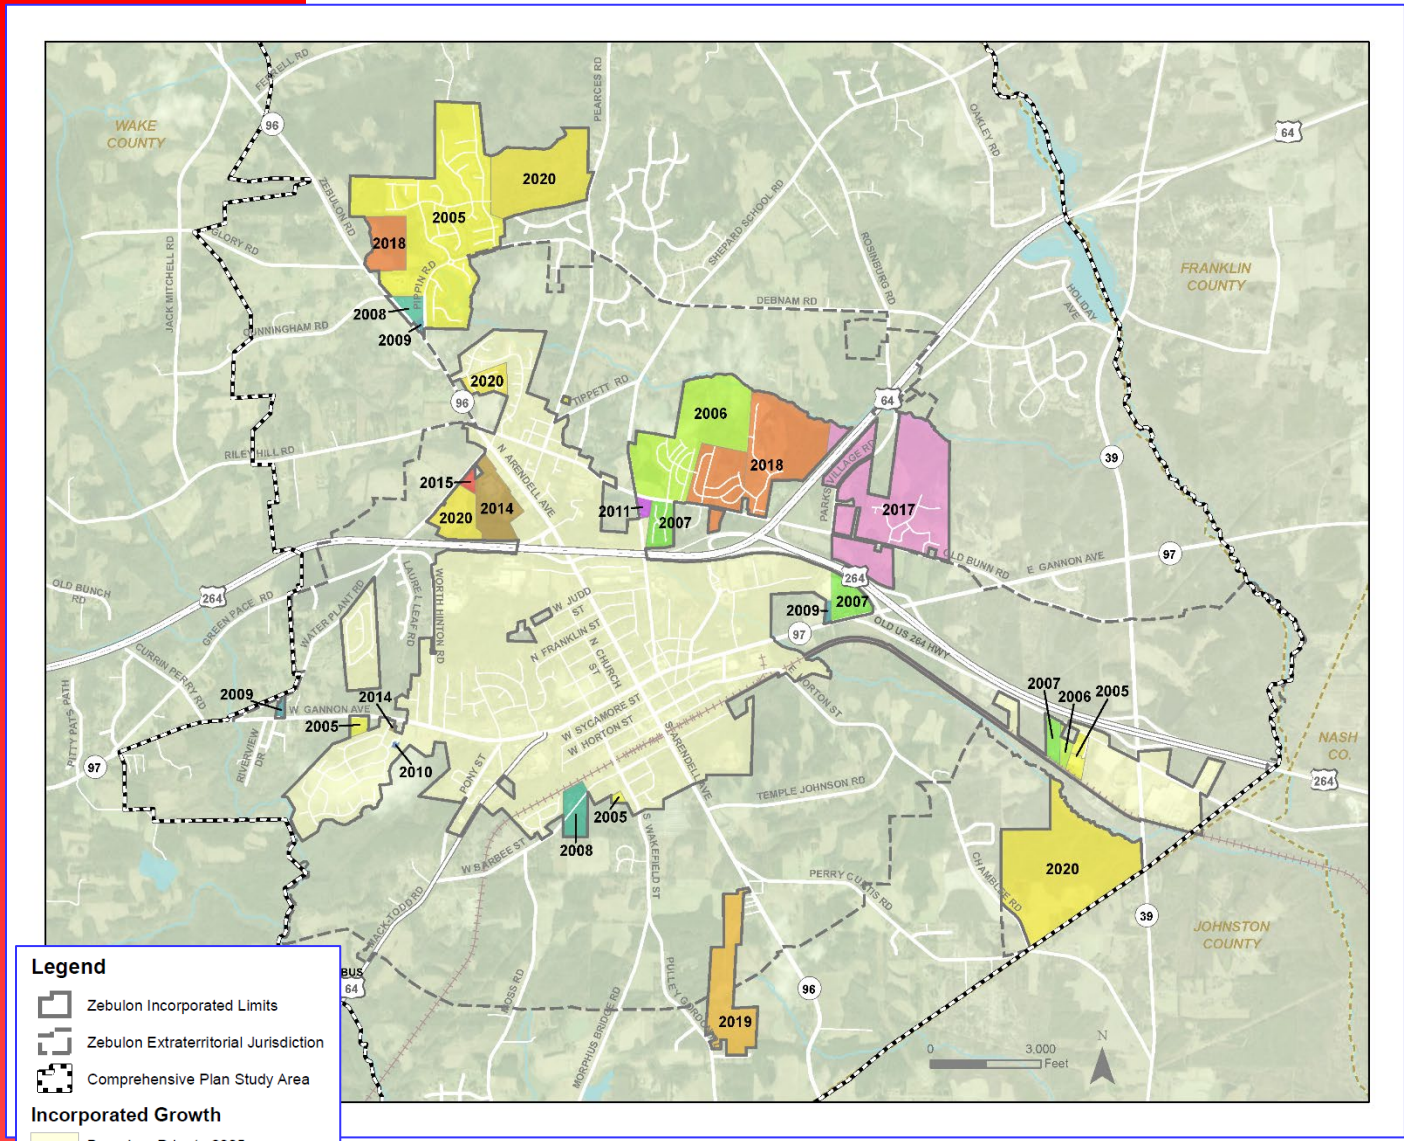 FERRELL RD
96
WAKE
COUNTY
PEARCES RD
OAKLEY RD
64
ZEBULON RD
2020
2005
SHEPARD SCHOOL RD
2018
GLORY RD
JACK MITCHELL RD
ROSINBURG RD
FRANKLIN
COUNTY
PIPPIN RD
HOLIDAY
AVE
DEBNAM RD
2008
CUNNINGHAM RD
2009
2020
TIPPETT RD
96
64
2006
RILEY HILL RD
N ARENDELL AVE
39
2018
VILLAGE RD
PARKS
2015
2014
2020
2011
2007
2017
OLD BUNN RD
E GANNON AVE
97
OLD BUNCH
RD
264
GREEN PACE RD
WATER PLANT RD
LAUREL LEAF RD
WORTH HINTON RD
W JUDD
ST
264
2007
2009
97
OLD US 264 HWY
N FRANKLIN ST
N CHURCH
ST
CURRIN PERRY RD
PITTY PATS PATH
2009
2014
W GANNON AVE
2005
RIVERVIEW
DR
W SYCAMORE ST
W HORTON ST
E HORTON ST
S ARENDELL AVE
2007
2006
2005
NASH
CO.
97
2010
PONY ST
264
TEMPLE JOHNSON RD
2005
2008
W BARBEE ST
S WAKEFIELD ST
PERRY CURTIS RD
CHAMBLEE RD
2020
39
JOHNSTON
COUNTY
MACK TODD RD
BUS
64
MOSS RD
MORPHUS BRIDGE RD
PULLEY GORDON
96
2019
N
0
3,000
Feet
Legend
Zebulon Incorporated Limits
Zebulon Extraterritorial Jurisdiction
Comprehensive Plan Study Area
Incorporated Growth